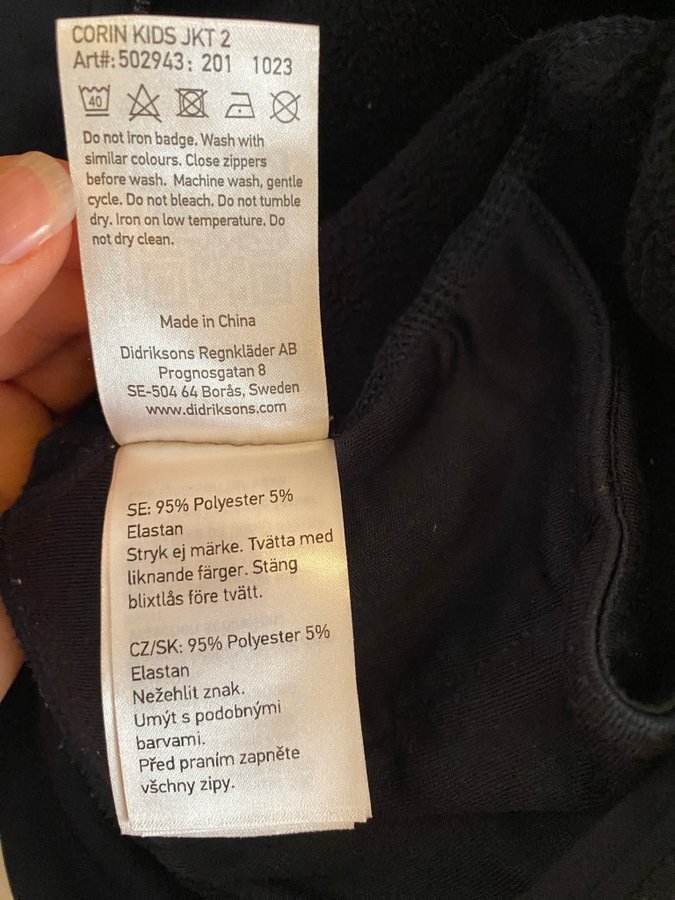 CORIN KIDS JKT 2
Art#: 502943: 201 1023
40
Do not iron badge. Wash with
similar colours. Close zippers
before wash. Machine wash, gentle
cycle. Do not bleach. Do not tumble
dry. Iron on low temperature. Do
not dry clean.
Made in China
Didriksons Regnkläder AB
Prognosgatan 8
SE-504 64 Borås, Sweden
www.didriksons.com
SE: 95% Polyester 5%
Elastan
Stryk ej märke. Tvätta med
liknande färger. Stäng
blixtlås före tvätt.
CZ/SK: 95% Polyester 5%
Elastan
Nežehlit znak.
Umýt s podobnými
barvami.
Před praním zapněte
všchny zipy.